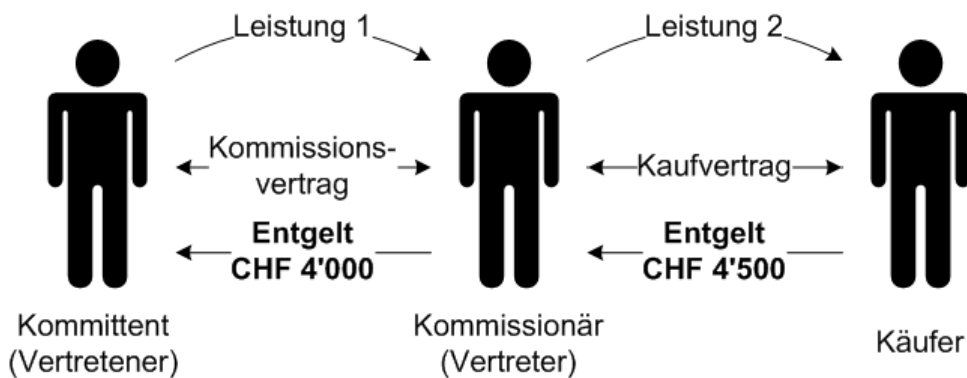 Leistung 1
Leistung 2
Kommissions-
vertrag
Kaufvertrag
Entgelt
CHF 4'000
Entgelt
CHF 4'500
Kommittent
(Vertretener)
Kommissionär
(Vertreter)
Käufer